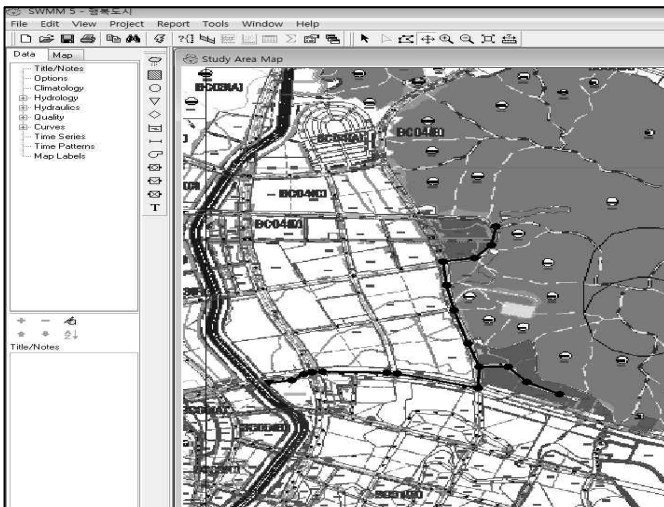 SWMM 5 - 행복도시
File Edit View Project Report Tools Window Help
Data Map
Title/Notes
Options
Climatology
Hydrology
Hydraulics
Quality
Curves
Time Series
Time Patterns
Map Labels
Title/Notes
T
Study Area Map
BC03[A]
BC04[E]
BC04[C]
BC04[D]